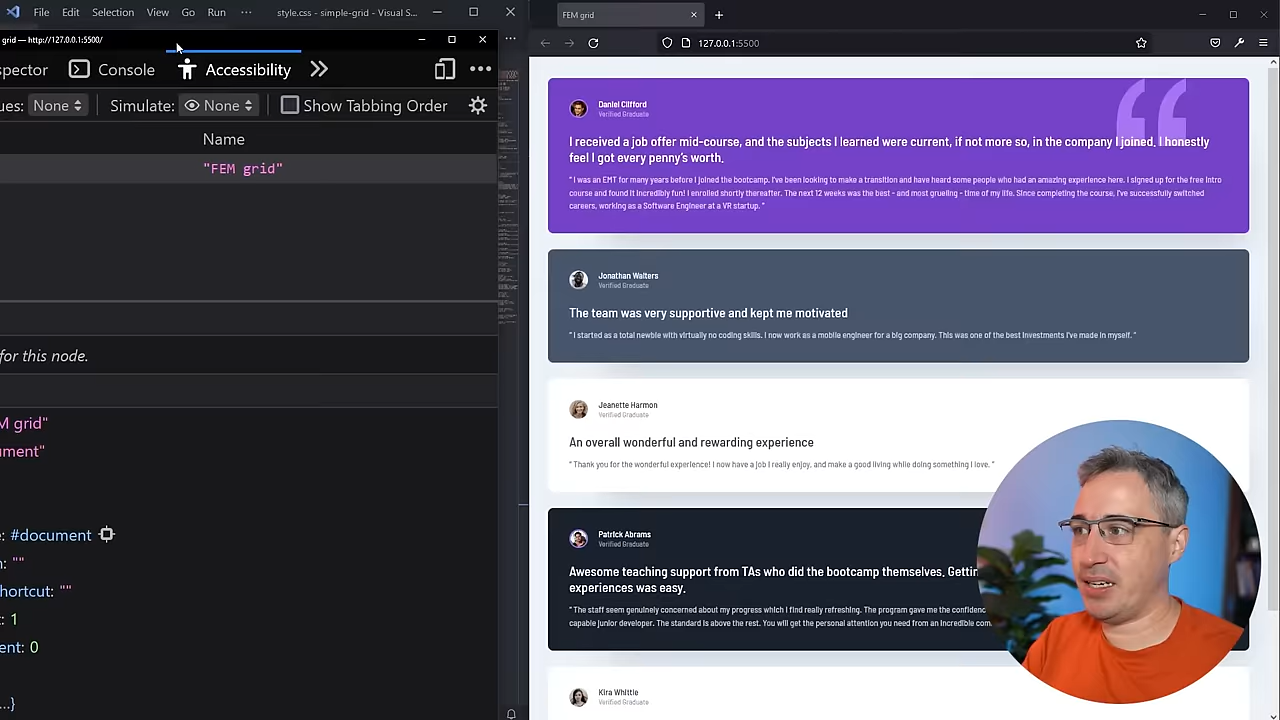 File Edit Selection View Go Run ··· style.css - simple-grid - Visual S...
grid — http://127.0.0.1:5500/
spector Console Accessibility
ues: None Simulate: None Show Tabbing Order
Name
"FEM grid"
for this node.
M grid"
ument"
e: #document
n: ""
hortcut: ""
t: 1
ent: 0
...}
FEM grid
127.0.0.1:5500
Daniel Clifford
Verified Graduate
I received a job offer mid-course, and the subjects I learned were current, if not more so, in the company I joined. I honestly
feel I got every penny's worth.
" I was an EMT for many years before I joined the bootcamp. I've been looking to make a transition and have heard some people who had an amazing experience here. I signed up for the free intro
course and found it incredibly fun! I enrolled shortly thereafter. The next 12 weeks was the best - and most grueling - time of my life. Since completing the course, I've successfully switched
careers, working as a Software Engineer at a VR startup. "
Jonathan Walters
Verified Graduate
The team was very supportive and kept me motivated
" I started as a total newbie with virtually no coding skills. I now work as a mobile engineer for a big company. This was one of the best investments I've made in myself. "
Jeanette Harmon
Verified Graduate
An overall wonderful and rewarding experience
" Thank you for the wonderful experience! I now have a job I really enjoy, and make a good living while doing something I love. "
Patrick Abrams
Verified Graduate
Awesome teaching support from TAs who did the bootcamp themselves. Gettin
experiences was easy.
" The staff seem genuinely concerned about my progress which I find really refreshing. The program gave me the confidenc
capable junior developer. The standard is above the rest. You will get the personal attention you need from an incredible com
Kira Whittle
Verified Graduate